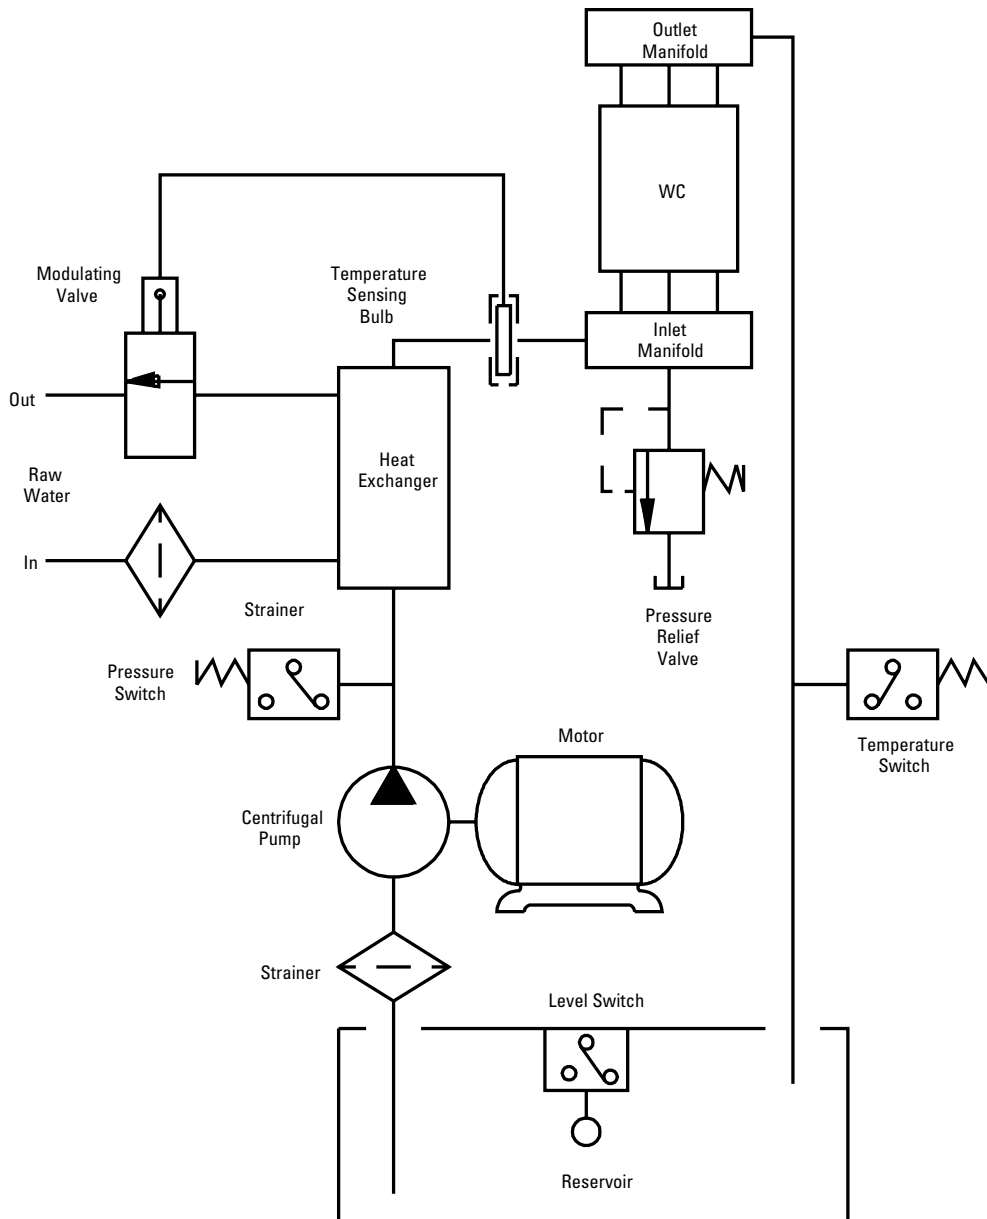 Outlet
Manifold
WC
Modulating
Valve
Temperature
Sensing
Bulb
Inlet
Manifold
Out
Heat
Exchanger
Raw
Water
In
Strainer
Pressure
Relief
Valve
Pressure
Switch
Motor
Temperature
Switch
Centrifugal
Pump
Strainer
Level Switch
Reservoir